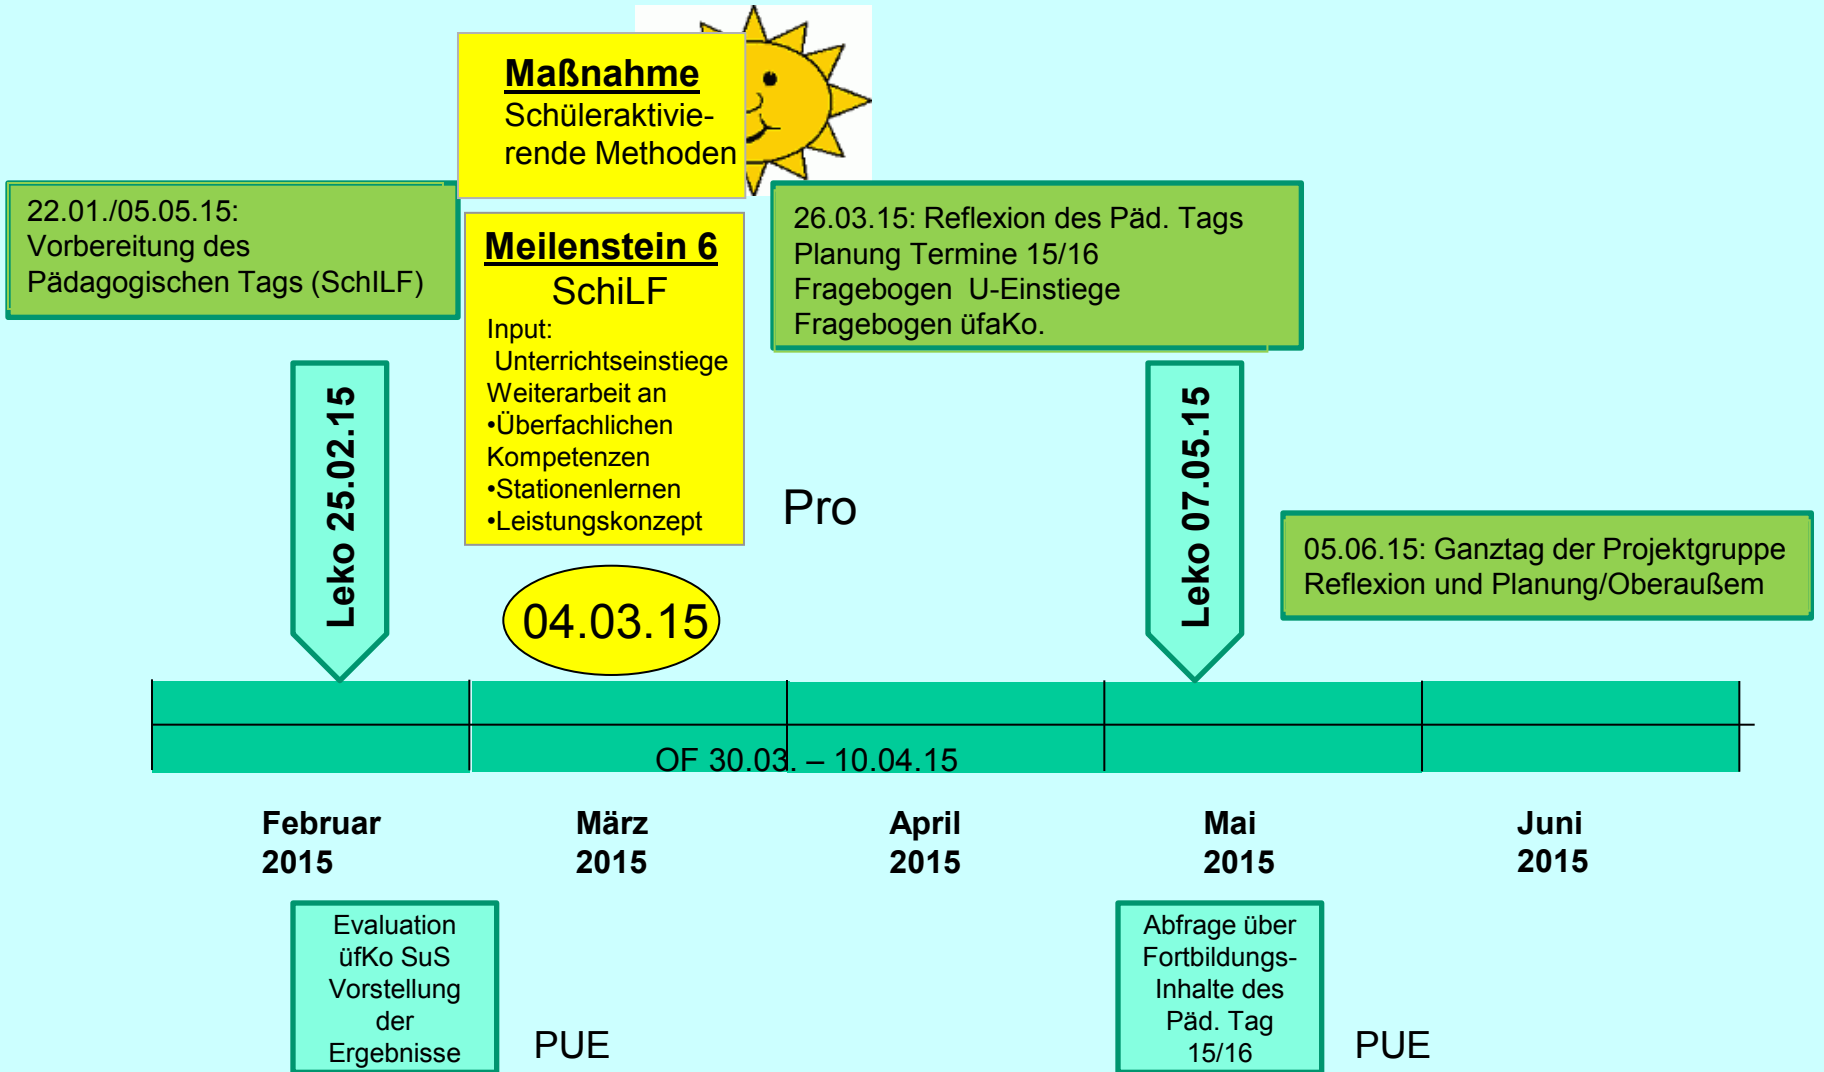 Maßnahme
Schüleraktivie-
rende Methoden
22.01./05.05.15:
Vorbereitung des
Pädagogischen Tags (SchILF)
Meilenstein 6
SchiLF
Input:
Unterrichtseinstiege
Weiterarbeit an
•Überfachlichen
Kompetenzen
•Stationenlernen
•Leistungskonzept
26.03.15: Reflexion des Päd. Tags
Planung Termine 15/16
Fragebogen U-Einstiege
Fragebogen üfaKo.
Leko 25.02.15
Pro
Leko 07.05.15
05.06.15: Ganztag der Projektgruppe
Reflexion und Planung/Oberaußem
04.03.15
OF 30.03. – 10.04.15
Februar
2015
März
2015
April
2015
Mai
2015
Juni
2015
Evaluation
üfKo SuS
Vorstellung
der
Ergebnisse
PUE
Abfrage über
Fortbildungs-
Inhalte des
Päd. Tag
15/16
PUE